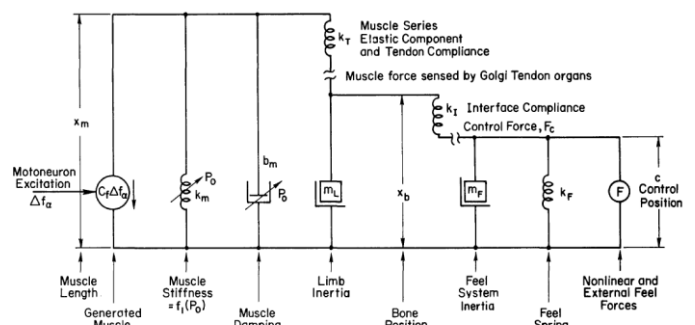 Muscle Series
k_T Elastic Component
and Tendon Compliance
Muscle force sensed by Golgi Tendon organs
x_m
k_I Interface Compliance
Control Force, F_c
Motoneuron
Excitation
Δf_α
C_fΔf_α
P_o
k_m
b_m
P_o
m_L
x_b
m_F
k_F
F
c
Control
Position
Muscle
Length
Generated
Muscle
Muscle
Stiffness
= f_1(P_o)
Muscle
Damping
Limb
Inertia
Bone
Position
Feel
System
Inertia
Feel
Spring
Nonlinear and
External Feel
Forces